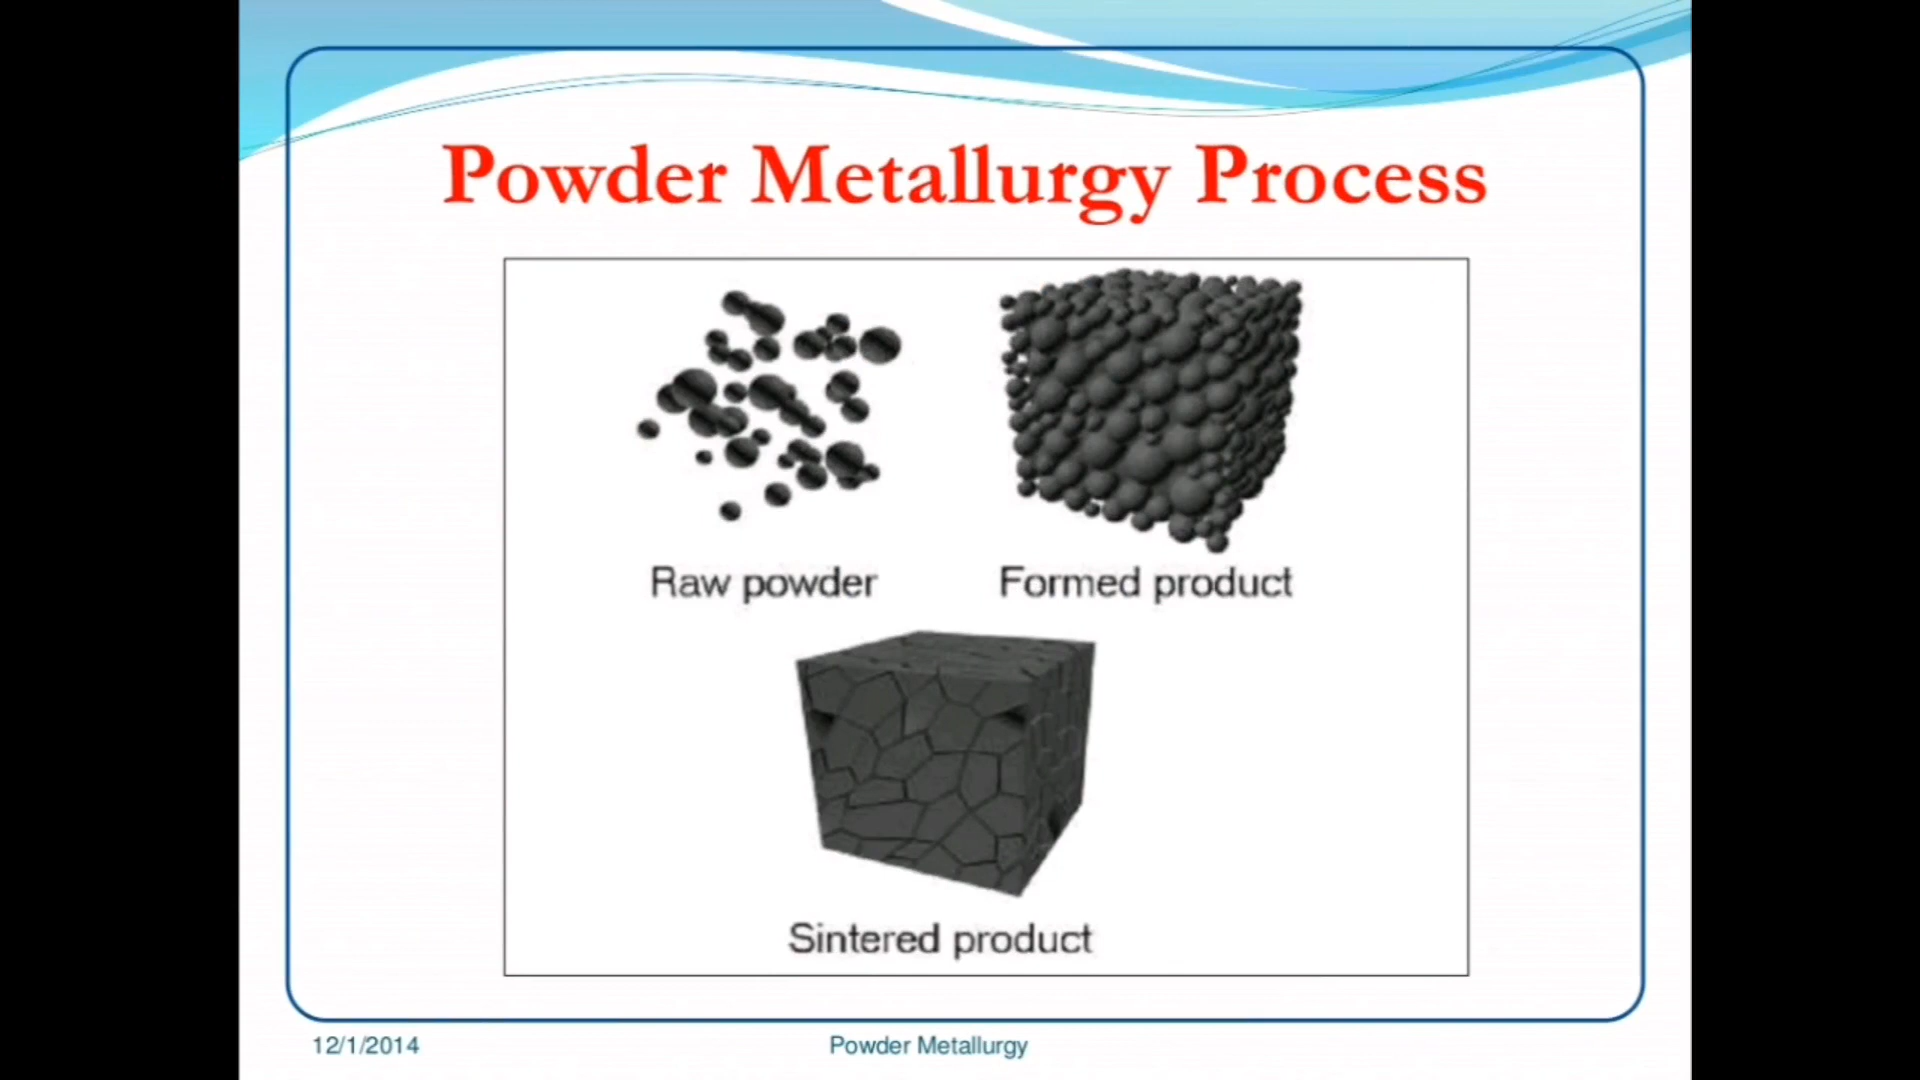 Powder Metallurgy Process
Raw powder
Formed product
Sintered product
12/1/2014
Powder Metallurgy